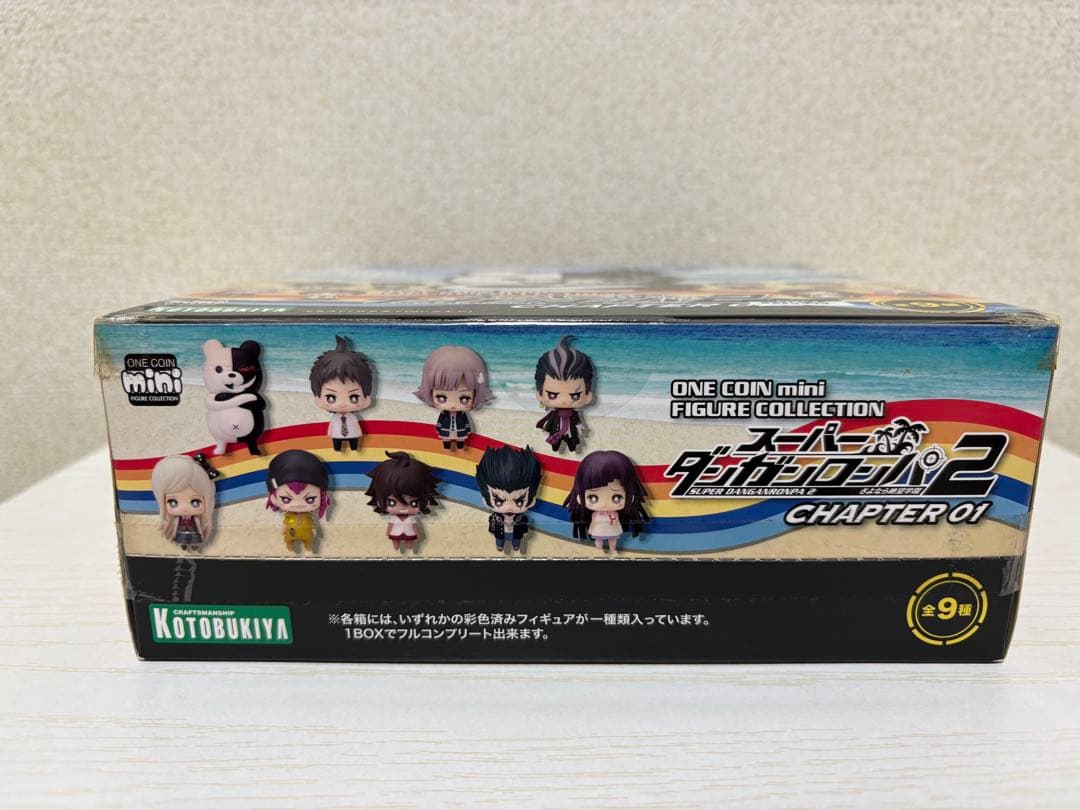 KOTOBUKIYA
ONE COIN
mini
FIGURE COLLECTION
ONE COIN mini
FIGURE COLLECTION
スーパー
ダンガンロンパ2
SUPER DANGANRONPA 2
さよなら絶望学園
CHAPTER 01
CRAFTSMANSHIP
KOTOBUKIYA
※各箱には、いずれかの彩色済みフィギュアが一種類入っています。
1BOXでフルコンプリート出来ます。
全9種